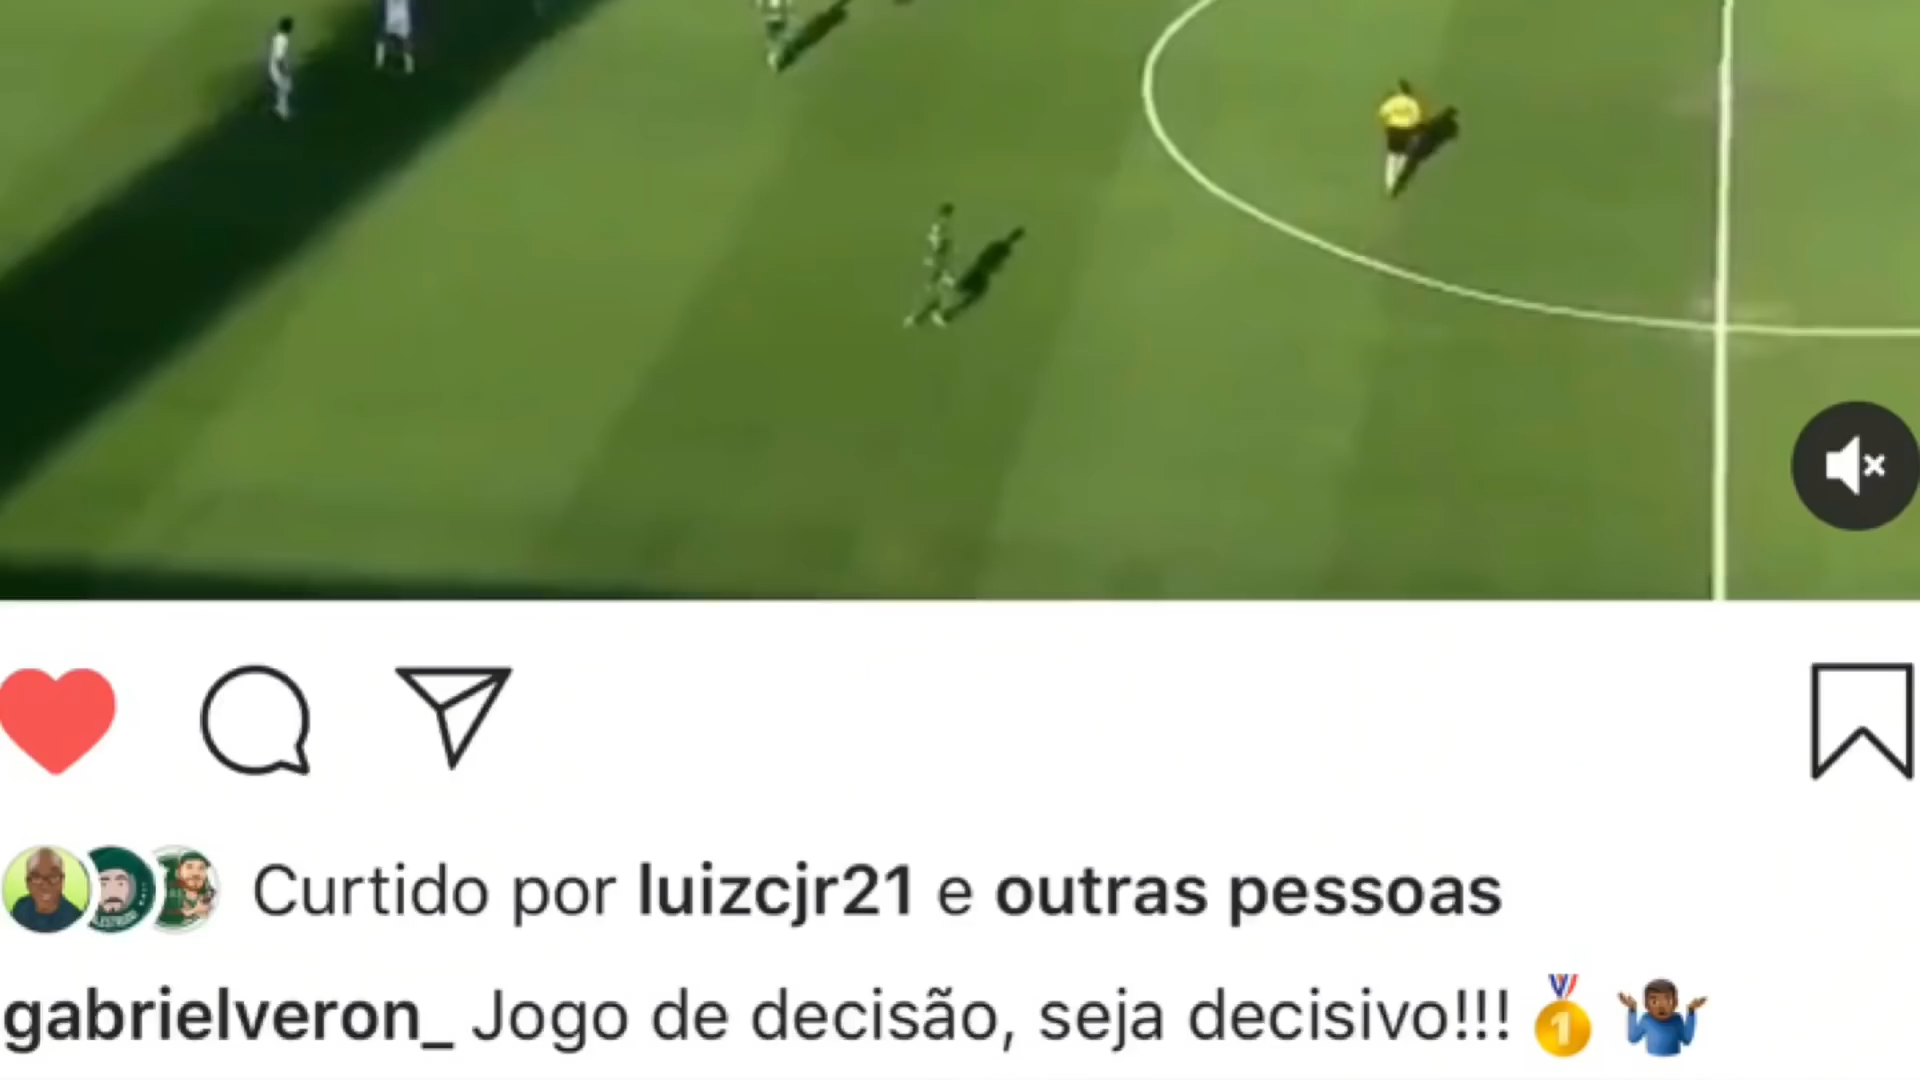 Curtido por luizcjr21 e outras pessoas
gabrielveron_ Jogo de decisão, seja decisivo!!!🥇🤷🏾‍♂️